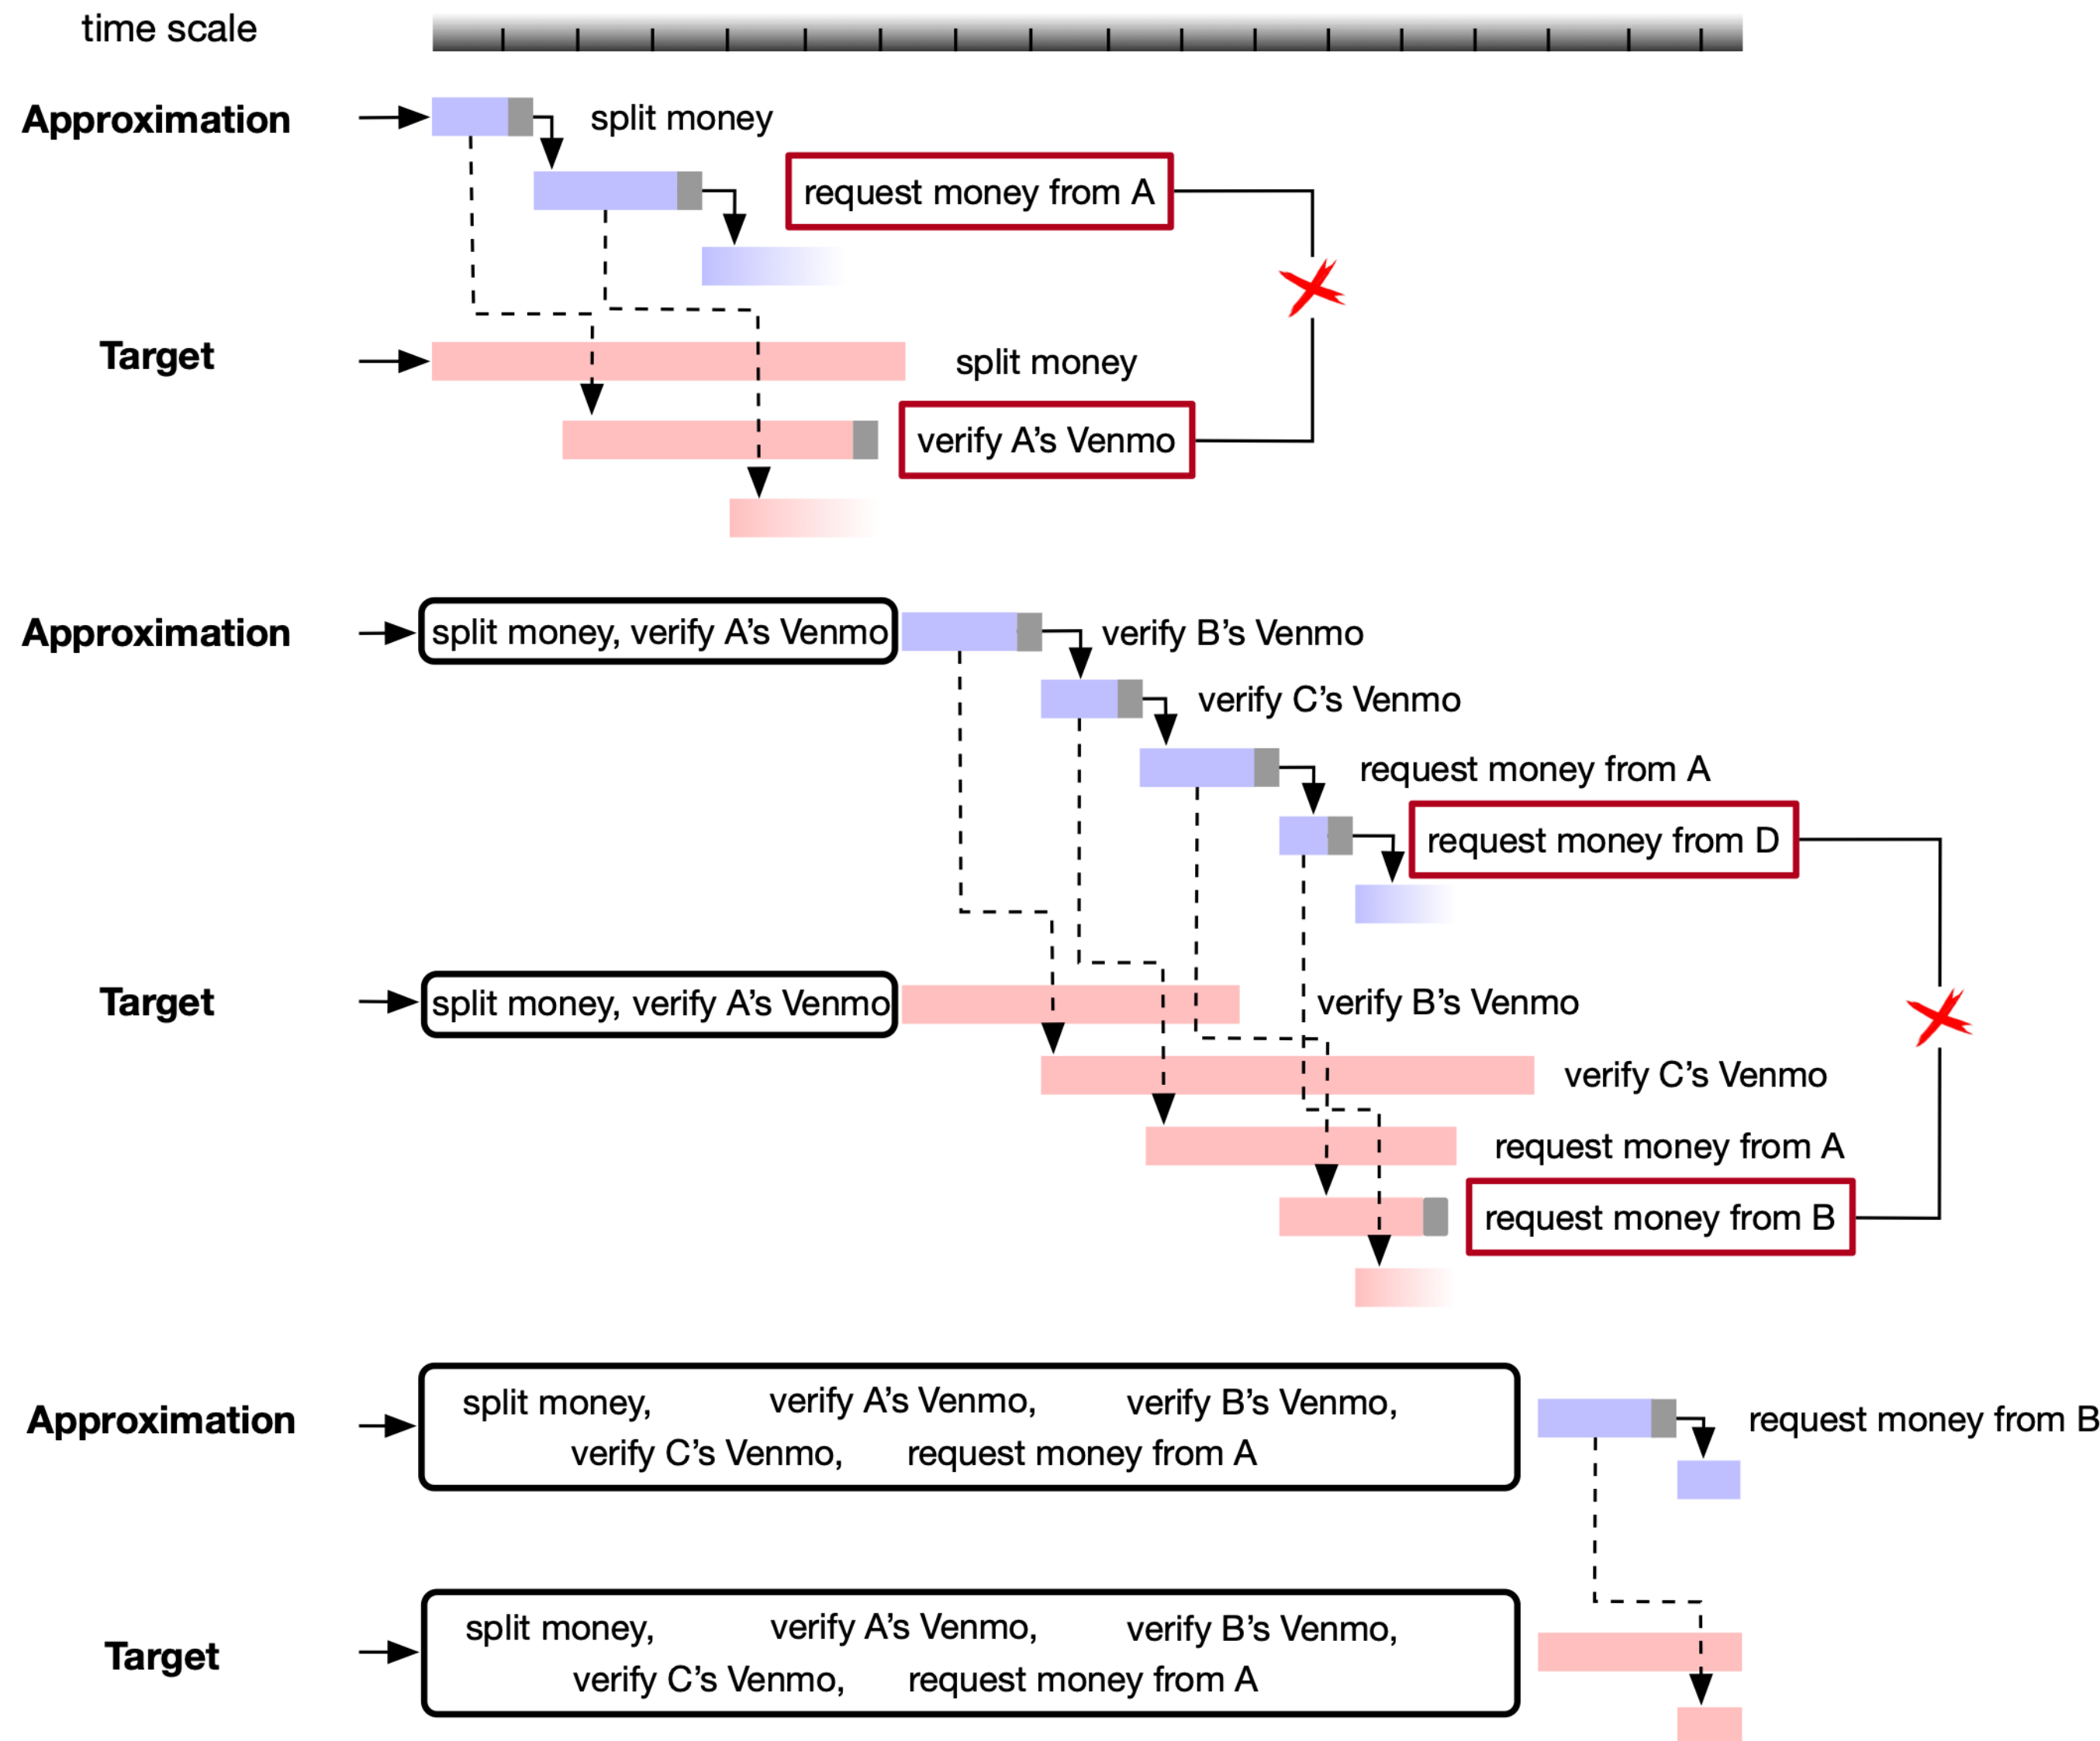 time scale
Approximation
split money
request money from A
Target
split money
verify A's Venmo
Approximation
split money, verify A's Venmo
verify B's Venmo
verify C's Venmo
request money from A
request money from D
Target
split money, verify A's Venmo
verify B's Venmo
verify C's Venmo
request money from A
request money from B
Approximation
split money, verify A's Venmo, verify B's Venmo,
verify C's Venmo, request money from A
request money from B
Target
split money, verify A's Venmo, verify B's Venmo,
verify C's Venmo, request money from A